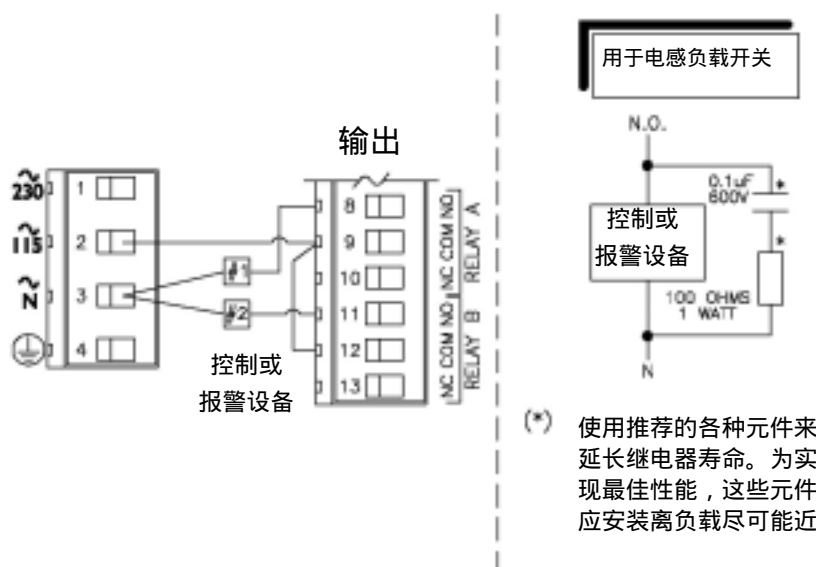 输出
230
115
N
1
2
3
4
8
9
10
11
12
13
NC COM NO
RELAY A
NC COM NO
RELAY B
控制或
报警设备
用于电感负载开关
N.O.
0.1uF
600V
*
控制或
报警设备
*
100 OHMS
1 WATT
N
(*) 使用推荐的各种元件来
延长继电器寿命。为实
现最佳性能，这些元件
应安装离负载尽可能近